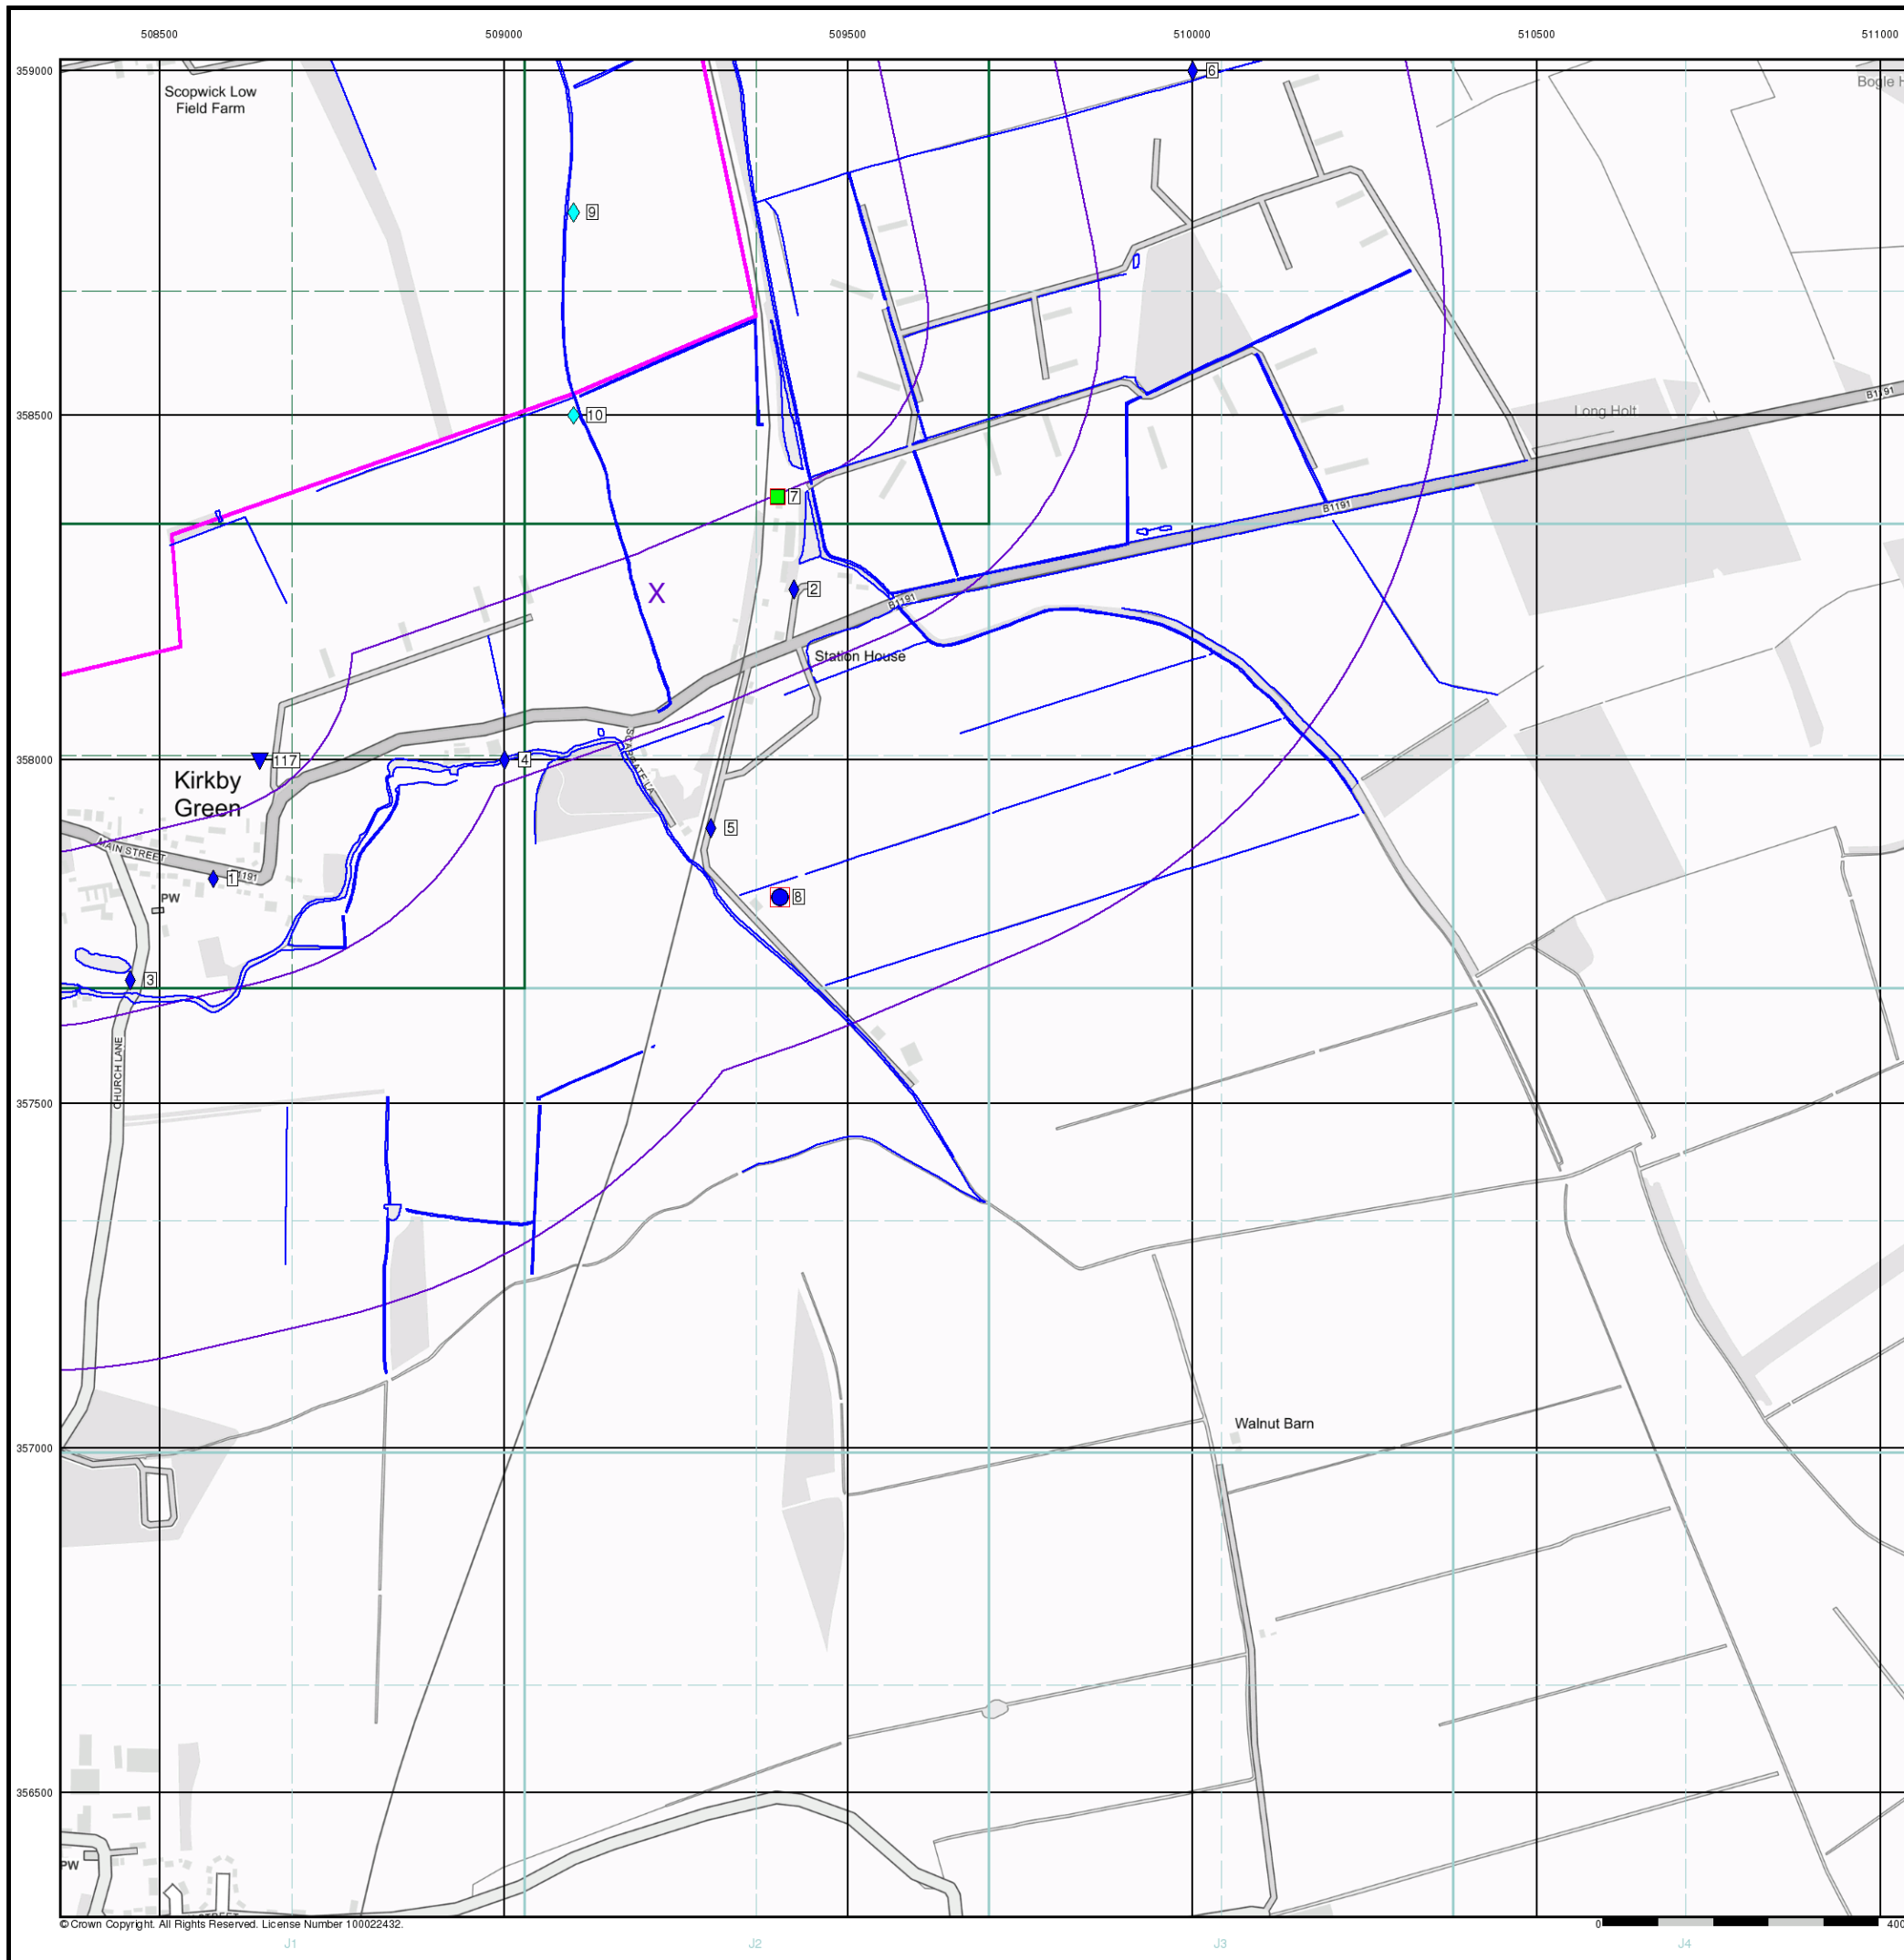 508500
509000
509500
510000
510500
511000
359000
358500
358000
357500
357000
356500
Scopwick Low
Field Farm
Bogle H
6
9
10
7
2
B1191
B1191
B1191
Long Holt
Station House
117
Kirkby
Green
4
5
8
MAIN STREET
1
PW
3
CHURCH LANE
Walnut Barn
PW
© Crown Copyright. All Rights Reserved. License Number 100022432.
0
400
J1
J2
J3
J4
X